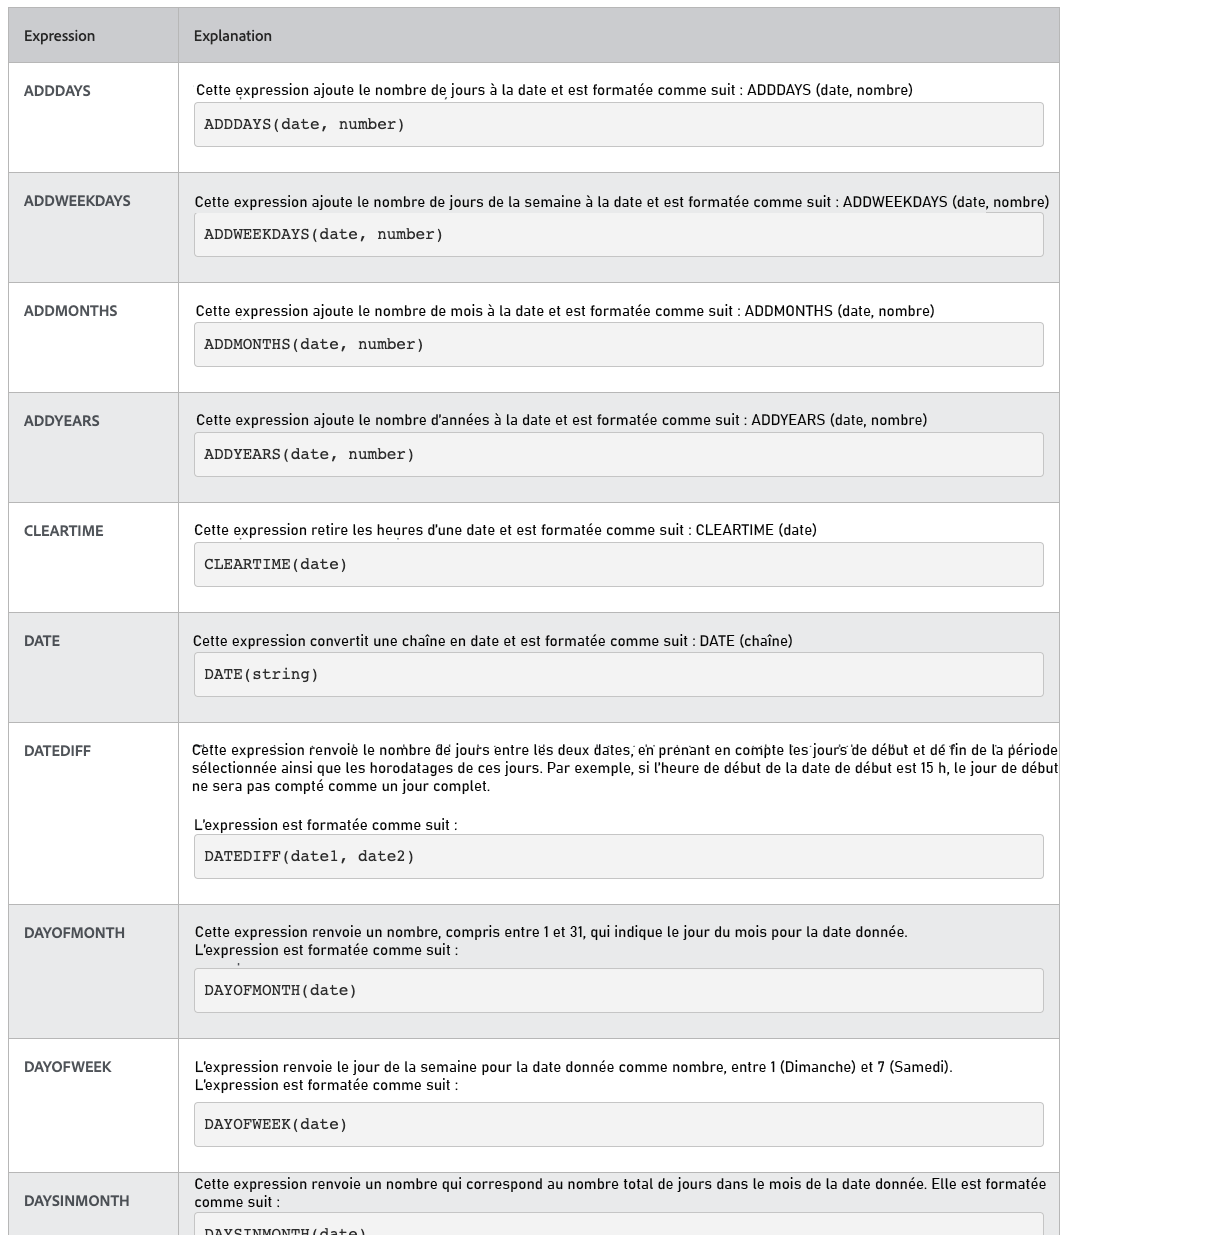 Expression
Explanation
ADDDAYS
Cette expression ajoute le nombre de jours à la date et est formatée comme suit : ADDDAYS (date, nombre)
ADDDAYS(date, number)
ADDWEEKDAYS
Cette expression ajoute le nombre de jours de la semaine à la date et est formatée comme suit : ADDWEEKDAYS (date, nombre)
ADDWEEKDAYS(date, number)
ADDMONTHS
Cette expression ajoute le nombre de mois à la date et est formatée comme suit : ADDMONTHS (date, nombre)
ADDMONTHS(date, number)
ADDYEARS
Cette expression ajoute le nombre d'années à la date et est formatée comme suit : ADDYEARS (date, nombre)
ADDYEARS(date, number)
CLEARTIME
Cette expression retire les heures d'une date et est formatée comme suit : CLEARTIME (date)
CLEARTIME(date)
DATE
Cette expression convertit une chaîne en date et est formatée comme suit : DATE (chaîne)
DATE(string)
DATEDIFF
Cette expression renvoie le nombre de jours entre les deux dates, en prenant en compte les jours de début et de fin de la période
sélectionnée ainsi que les horodatages de ces jours. Par exemple, si l'heure de début de la date de début est 15 h, le jour de début
ne sera pas compté comme un jour complet.
L'expression est formatée comme suit :
DATEDIFF(date1, date2)
DAYOFMONTH
Cette expression renvoie un nombre, compris entre 1 et 31, qui indique le jour du mois pour la date donnée.
L'expression est formatée comme suit :
DAYOFMONTH(date)
DAYOFWEEK
L'expression renvoie le jour de la semaine pour la date donnée comme nombre, entre 1 (Dimanche) et 7 (Samedi).
L'expression est formatée comme suit :
DAYOFWEEK(date)
DAYSINMONTH
Cette expression renvoie un nombre qui correspond au nombre total de jours dans le mois de la date donnée. Elle est formatée
comme suit :
DAYSINMONTH(date)